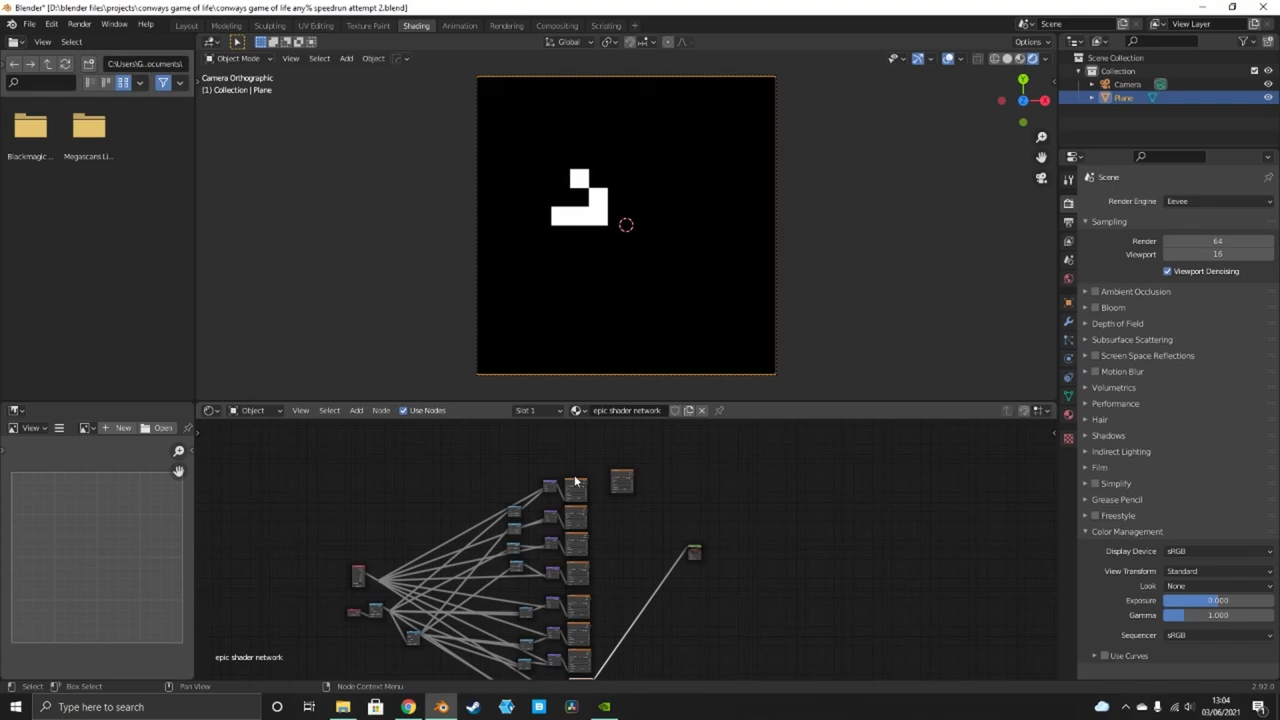 Blender* [D:\blender files\projects\conways game of life\conways game of life any% speedrun attempt 2.blend]
File Edit Render Window Help Layout Modeling Sculpting UV Editing Texture Paint Shading Animation Rendering Compositing Scripting + Scene View Layer
View Select Global Options
C:\Users\G...ocuments\ Object Mode View Select Add Object Scene Collection
Camera Orthographic Collection
(1) Collection | Plane Camera
Plane
Y
X
Z
Blackmagic ... Megascans Li...
Scene
Render Engine Eevee
Sampling
Render 64
Viewport 16
Viewport Denoising
Ambient Occlusion
Bloom
Depth of Field
Subsurface Scattering
Screen Space Reflections
Motion Blur
Volumetrics
Performance
Hair
Shadows
Indirect Lighting
Film
Simplify
Grease Pencil
Freestyle
Color Management
Display Device sRGB
View Transform Standard
Look None
Exposure 0.000
Gamma 1.000
Sequencer sRGB
Use Curves
Object View Select Add Node Use Nodes Slot 1 epic shader network
View New Open
epic shader network
Select Box Select Pan View Node Context Menu 2.92.0
Type here to search 13:04
03/06/2021